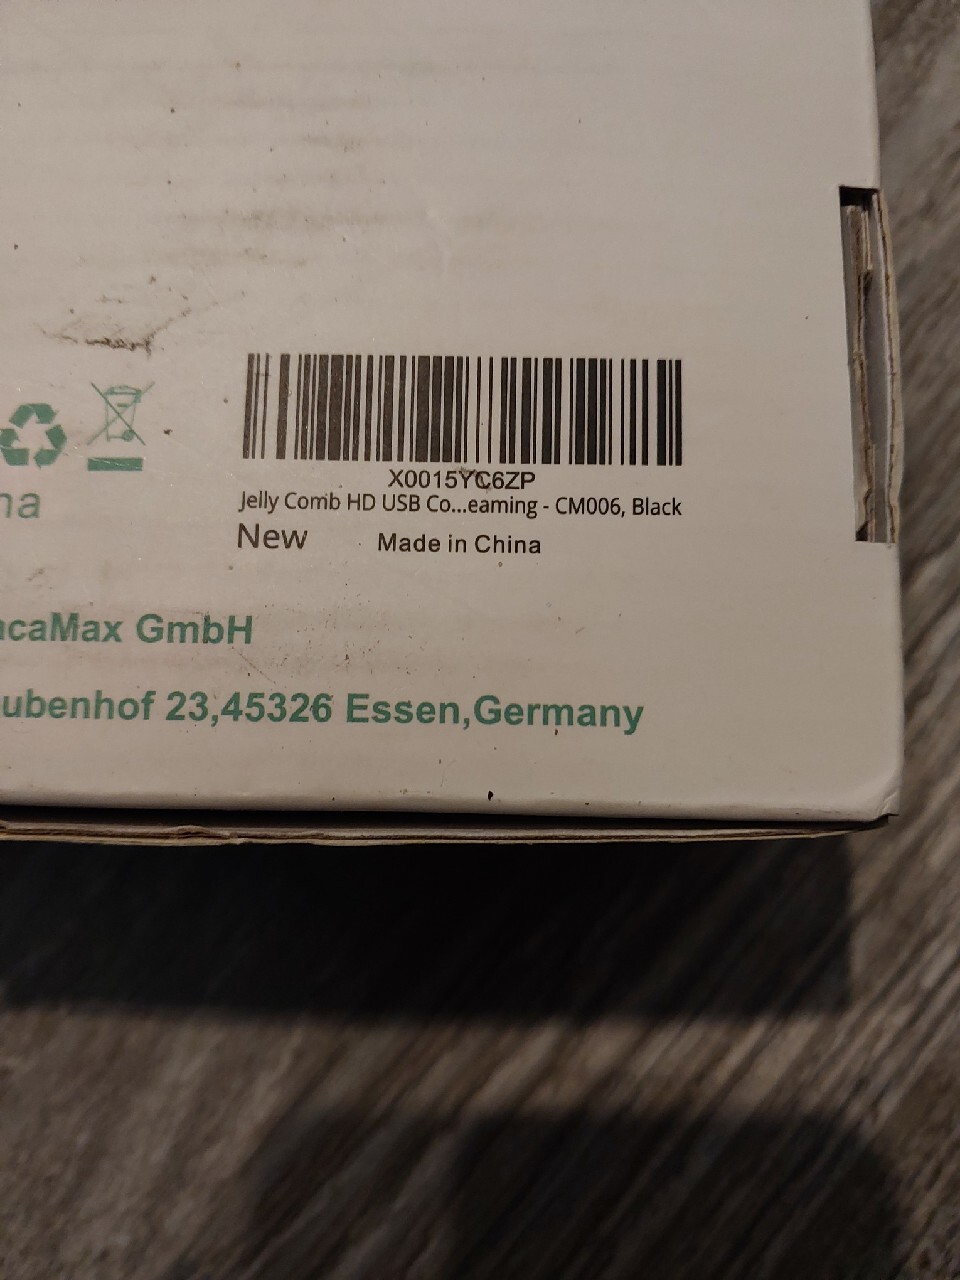 X0015YC6ZP
Jelly Comb HD USB Co...eaming - CM006, Black
New Made in China
na
acaMax GmbH
ubenhof 23,45326 Essen,Germany